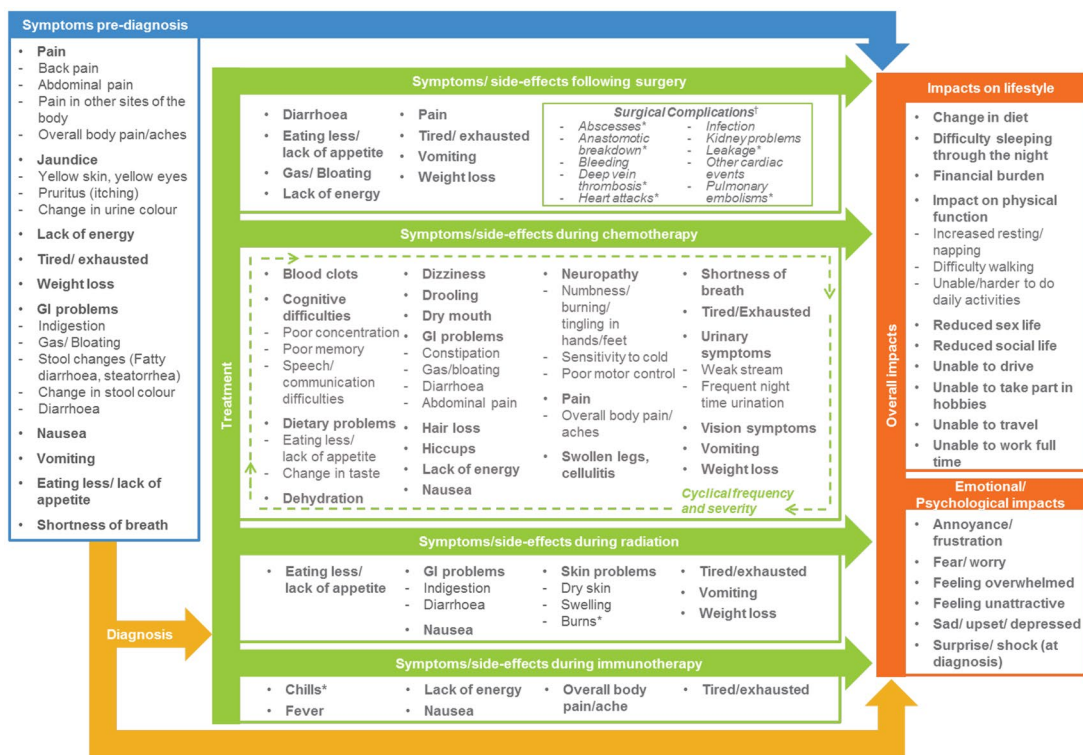 Symptoms pre-diagnosis
• Pain
- Back pain
- Abdominal pain
- Pain in other sites of the
body
- Overall body pain/aches
• Jaundice
- Yellow skin, yellow eyes
- Pruritus (itching)
- Change in urine colour
• Lack of energy
• Tired/ exhausted
• Weight loss
• GI problems
- Indigestion
- Gas/ Bloating
- Stool changes (Fatty
diarrhoea, steatorrhea)
- Change in stool colour
- Diarrhoea
• Nausea
• Vomiting
• Eating less/ lack of
appetite
• Shortness of breath
Diagnosis
Treatment
Symptoms/ side-effects following surgery
• Diarrhoea
• Eating less/
lack of appetite
• Gas/ Bloating
• Lack of energy
• Pain
• Tired/ exhausted
• Vomiting
• Weight loss
Surgical Complications†
- Abscesses*
- Anastomotic
breakdown*
- Bleeding
- Deep vein
thrombosis*
- Heart attacks*
- Infection
- Kidney problems
- Leakage*
- Other cardiac
events
- Pulmonary
embolisms*
Symptoms/side-effects during chemotherapy
• Blood clots
• Cognitive
difficulties
- Poor concentration
- Poor memory
- Speech/
communication
difficulties
• Dietary problems
- Eating less/
lack of appetite
- Change in taste
• Dehydration
• Dizziness
• Drooling
• Dry mouth
• GI problems
- Constipation
- Gas/bloating
- Diarrhoea
- Abdominal pain
• Hair loss
• Hiccups
• Lack of energy
• Nausea
• Neuropathy
- Numbness/
burning/
tingling in
hands/feet
- Sensitivity to cold
- Poor motor control
• Pain
- Overall body pain/
aches
• Swollen legs,
cellulitis
• Shortness of
breath
• Tired/Exhausted
• Urinary
symptoms
- Weak stream
- Frequent night
time urination
• Vision symptoms
• Vomiting
• Weight loss
Cyclical frequency
and severity
Symptoms/side-effects during radiation
• Eating less/
lack of appetite
• GI problems
- Indigestion
- Diarrhoea
• Nausea
• Skin problems
- Dry skin
- Swelling
- Burns*
• Tired/exhausted
• Vomiting
• Weight loss
Symptoms/side-effects during immunotherapy
• Chills*
• Fever
• Lack of energy
• Nausea
• Overall body
pain/ache
• Tired/exhausted
Overall impacts
Impacts on lifestyle
• Change in diet
• Difficulty sleeping
through the night
• Financial burden
• Impact on physical
function
- Increased resting/
napping
- Difficulty walking
- Unable/harder to do
daily activities
• Reduced sex life
• Reduced social life
• Unable to drive
• Unable to take part in
hobbies
• Unable to travel
• Unable to work full
time
Emotional/
Psychological impacts
• Annoyance/
frustration
• Fear/ worry
• Feeling overwhelmed
• Feeling unattractive
• Sad/ upset/ depressed
• Surprise/ shock (at
diagnosis)